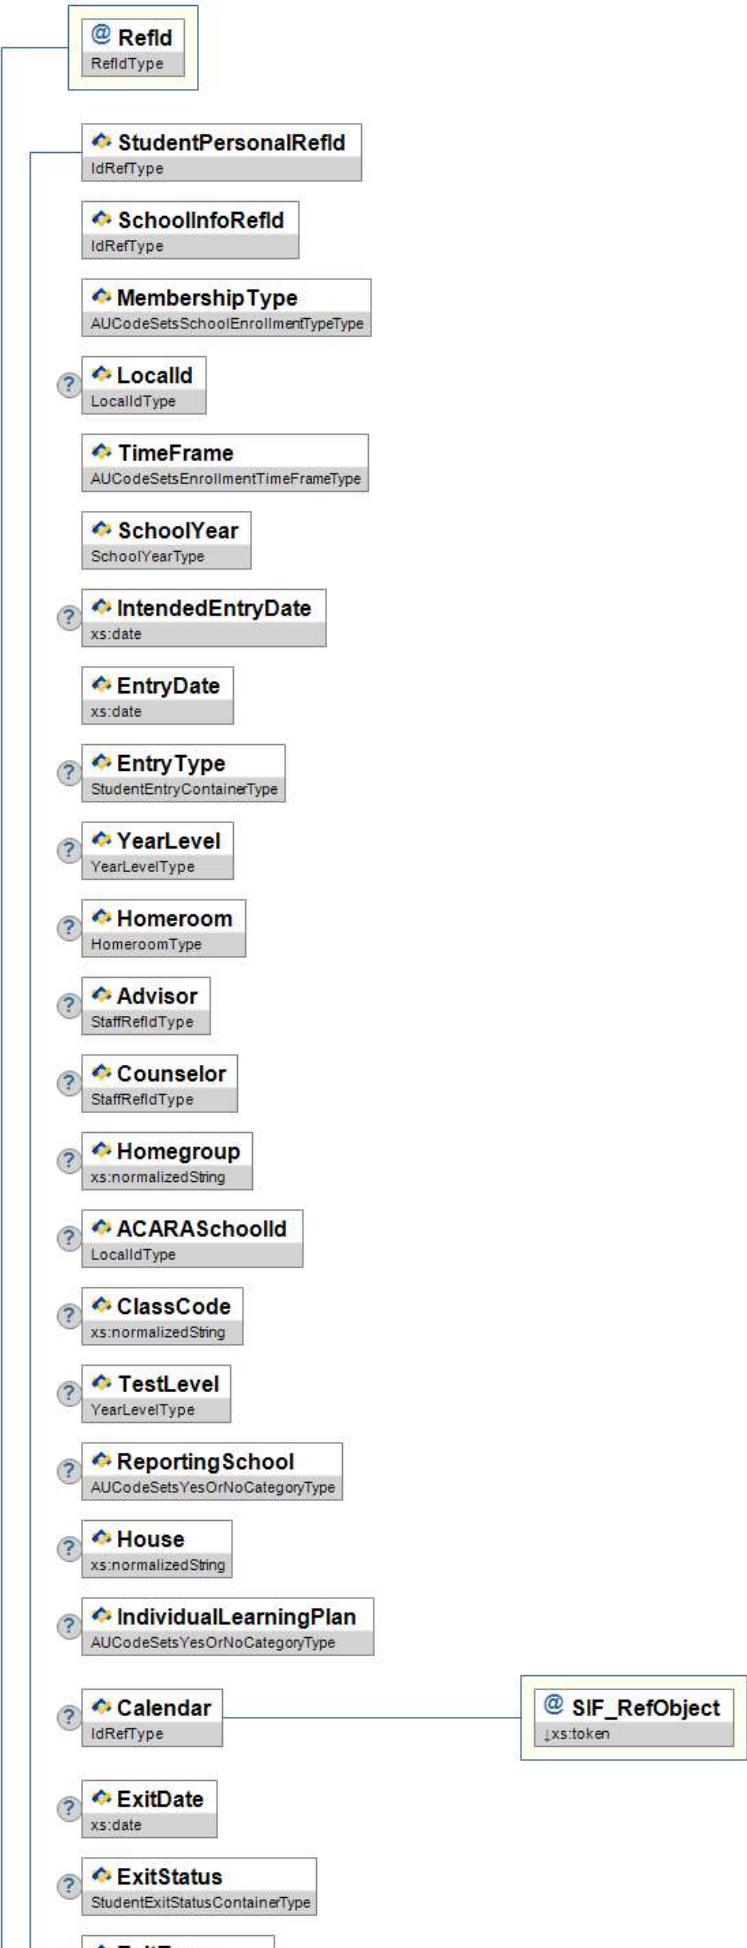 @ RefId
RefIdType
StudentPersonalRefId
IdRefType
SchoolInfoRefId
IdRefType
MembershipType
AUCodeSetsSchoolEnrollmentTypeType
? LocalId
LocalIdType
TimeFrame
AUCodeSetsEnrollmentTimeFrameType
SchoolYear
SchoolYearType
? IntendedEntryDate
xs:date
EntryDate
xs:date
? EntryType
StudentEntryContainerType
? YearLevel
YearLevelType
? Homeroom
HomeroomType
? Advisor
StaffRefIdType
? Counselor
StaffRefIdType
? Homegroup
xs:normalizedString
? ACARASchoolId
LocalIdType
? ClassCode
xs:normalizedString
? TestLevel
YearLevelType
? ReportingSchool
AUCodeSetsYesOrNoCategoryType
? House
xs:normalizedString
? IndividualLearningPlan
AUCodeSetsYesOrNoCategoryType
? Calendar @ SIF_RefObject
IdRefType ↓xs:token
? ExitDate
xs:date
? ExitStatus
StudentExitStatusContainerType